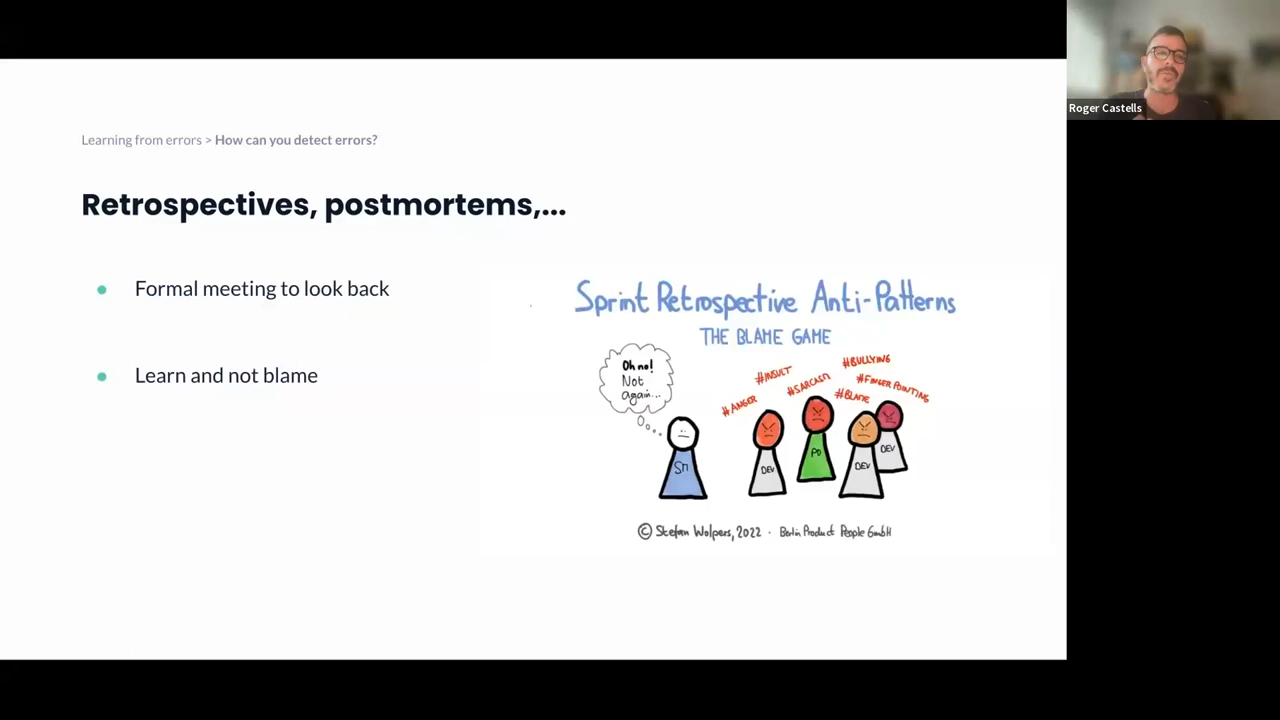 Roger Castells
Learning from errors > How can you detect errors?
Retrospectives, postmortems,...
Formal meeting to look back
Learn and not blame
Sprint Retrospective Anti-Patterns
THE BLAME GAME
Oh no!
Not
again...
#ANGER
#INSULT
#SARCASM
#BULLYING
#BLAME
#FINGER POINTING
SM
DEV
PO
DEV
DEV
© Stefan Wolpers, 2022 · Berlin Product People GmbH